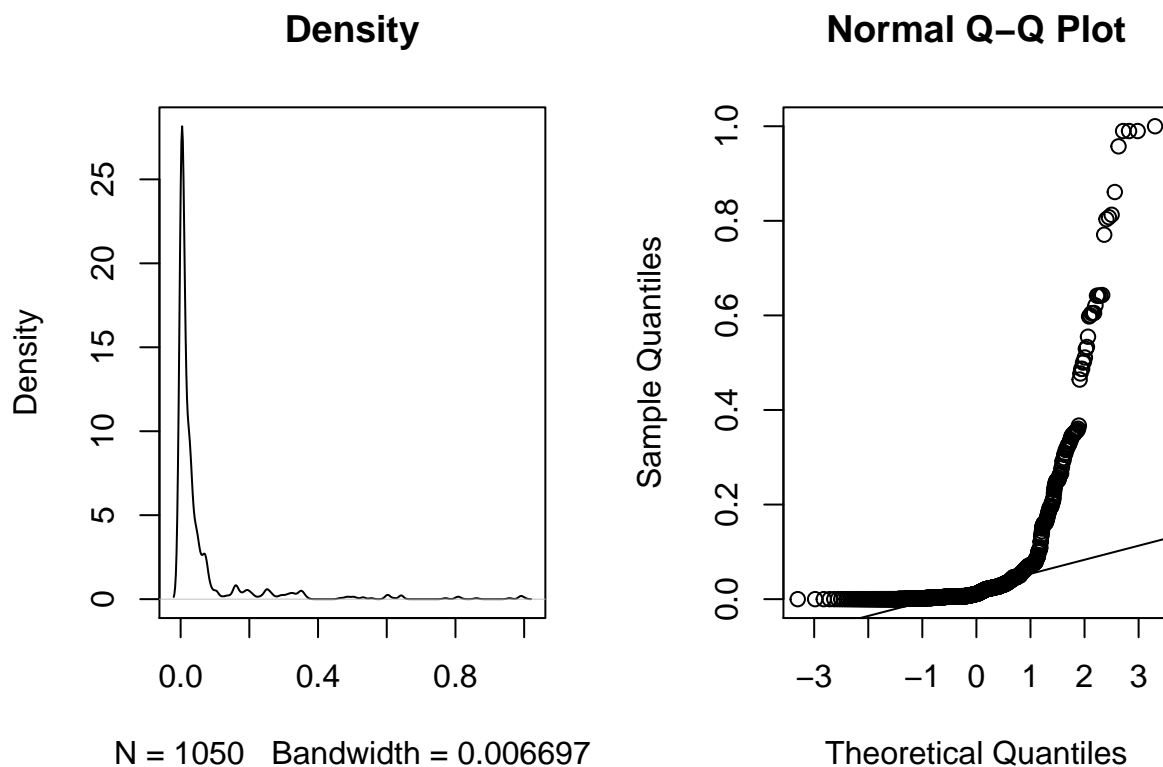 Density
Density
0 5 10 15 20 25
0.0 0.4 0.8
N = 1050 Bandwidth = 0.006697
Normal Q−Q Plot
Sample Quantiles
0.0 0.2 0.4 0.6 0.8 1.0
−3 −1 0 1 2 3
Theoretical Quantiles